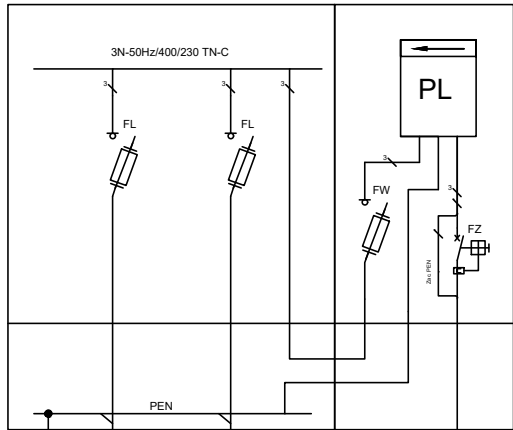 3N-50Hz/400/230 TN-C
PL
3
3
3
FL
FL
3
3
FW
FZ
Zac PEN
PEN